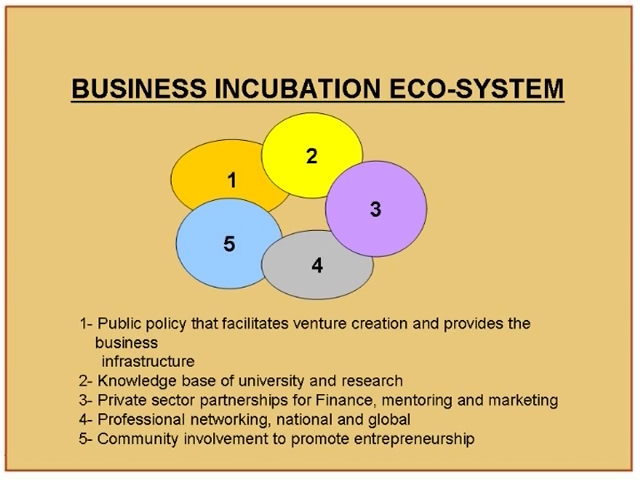 BUSINESS INCUBATION ECO-SYSTEM
2
1
3
5
4
1- Public policy that facilitates venture creation and provides the
business
infrastructure
2- Knowledge base of university and research
3- Private sector partnerships for Finance, mentoring and marketing
4- Professional networking, national and global
5- Community involvement to promote entrepreneurship